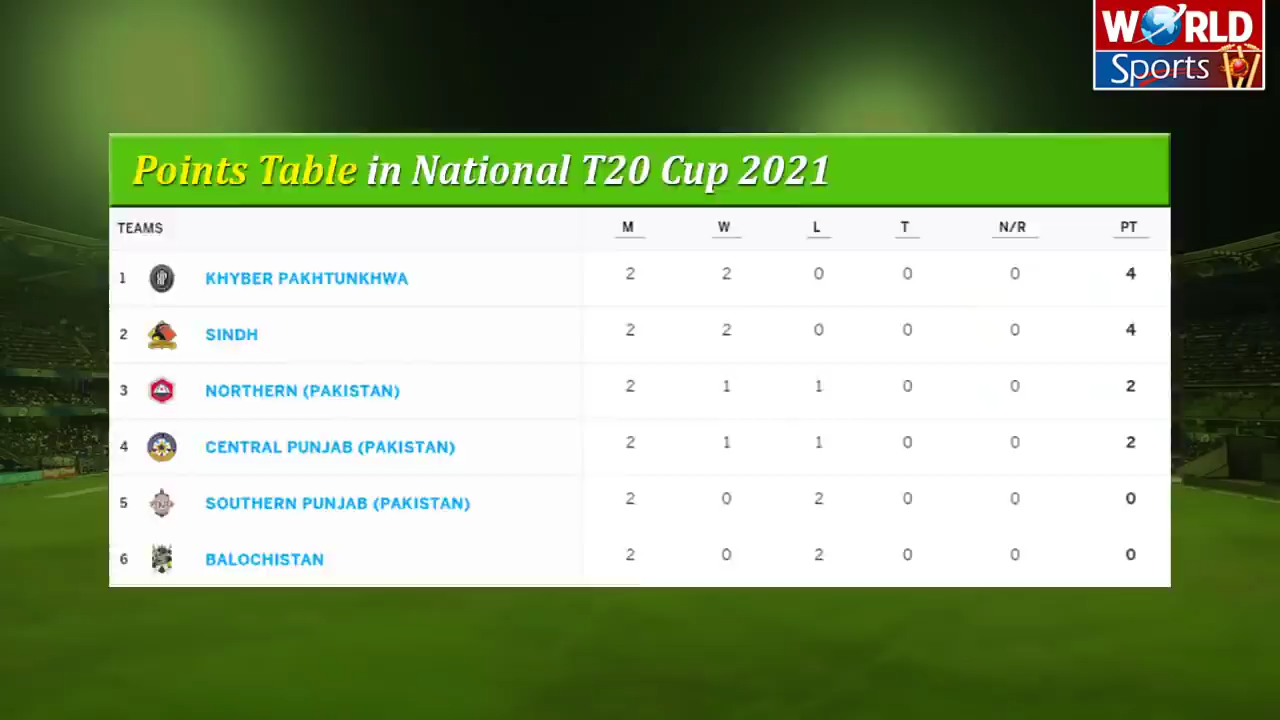 WORLD
Sports
Points Table in National T20 Cup 2021
TEAMS M W L T N/R PT
1 KHYBER PAKHTUNKHWA 2 2 0 0 0 4
2 SINDH 2 2 0 0 0 4
3 NORTHERN (PAKISTAN) 2 1 1 0 0 2
4 CENTRAL PUNJAB (PAKISTAN) 2 1 1 0 0 2
5 SOUTHERN PUNJAB (PAKISTAN) 2 0 2 0 0 0
6 BALOCHISTAN 2 0 2 0 0 0